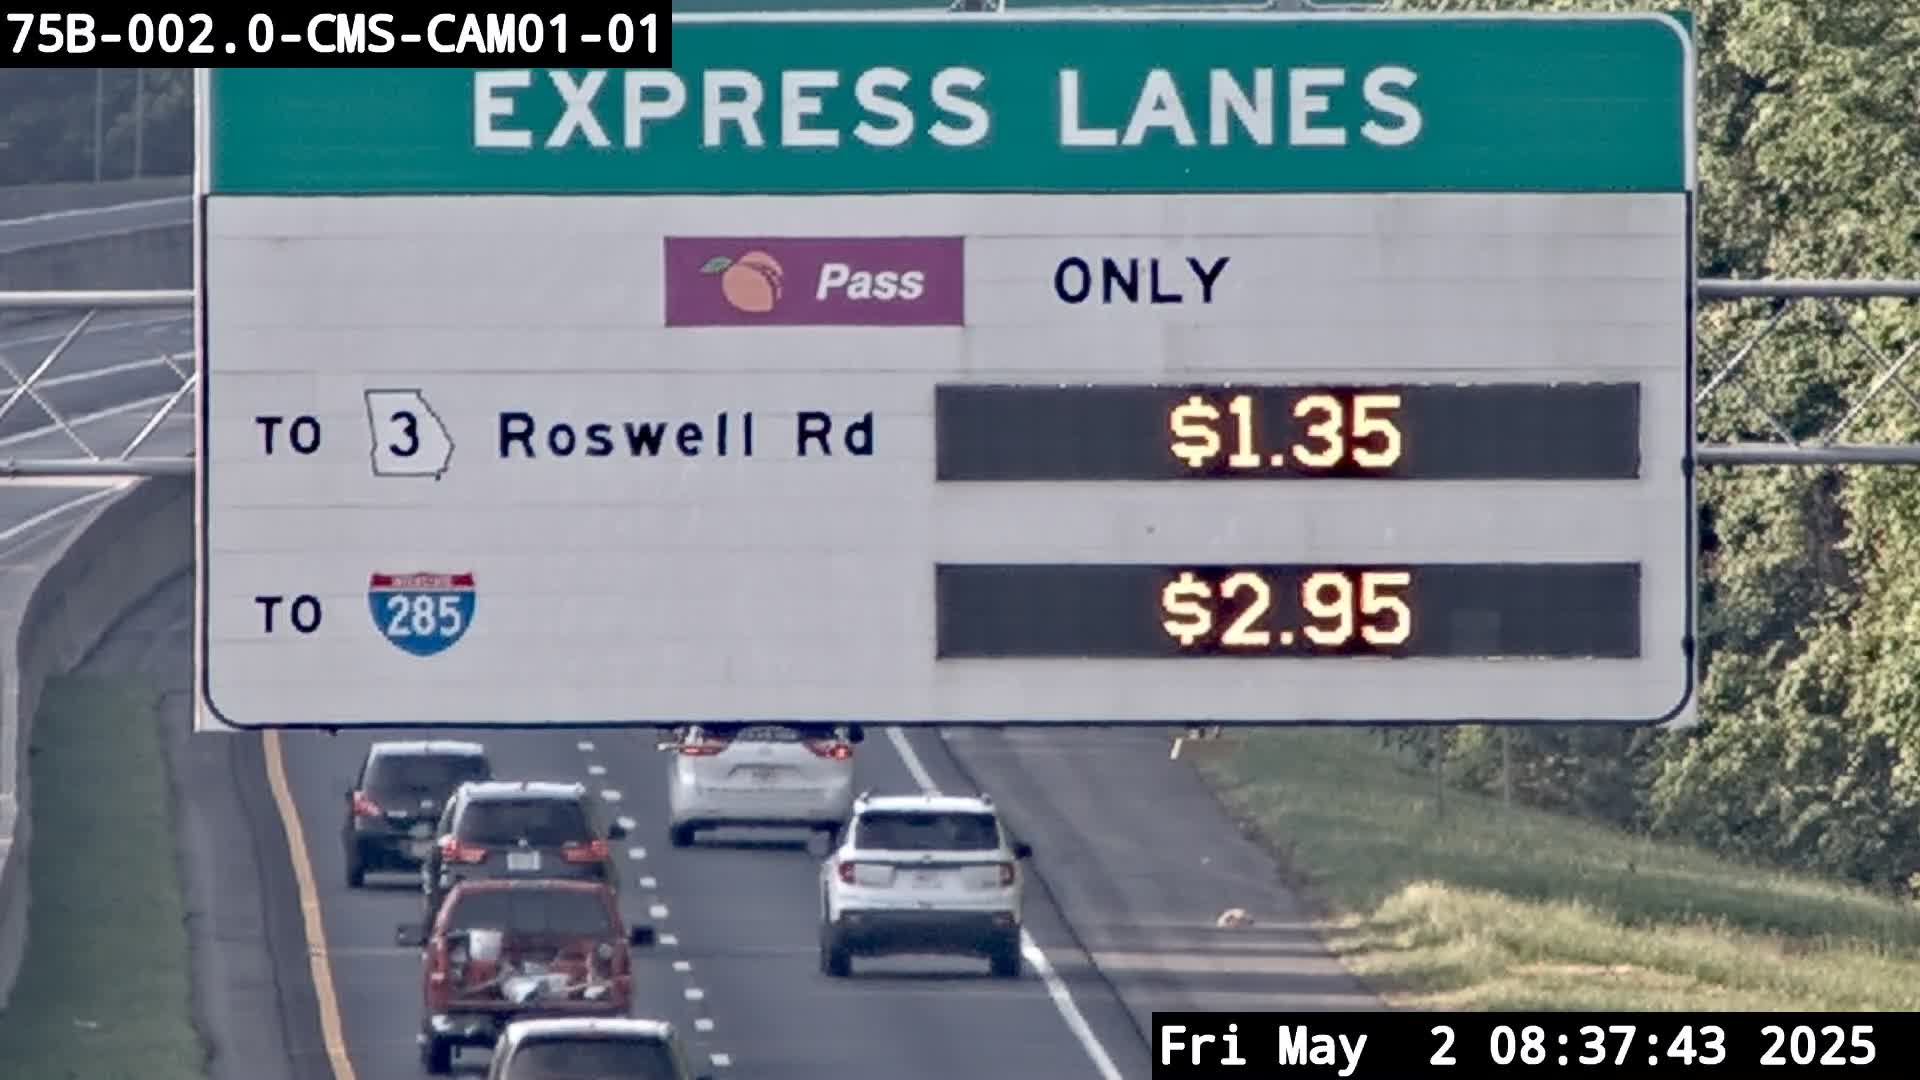 75B-002.0-CMS-CAM01-01
EXPRESS LANES
Pass ONLY
TO 3 Roswell Rd $1.35
TO INTERSTATE 285 $2.95
Fri May 2 08:37:43 2025